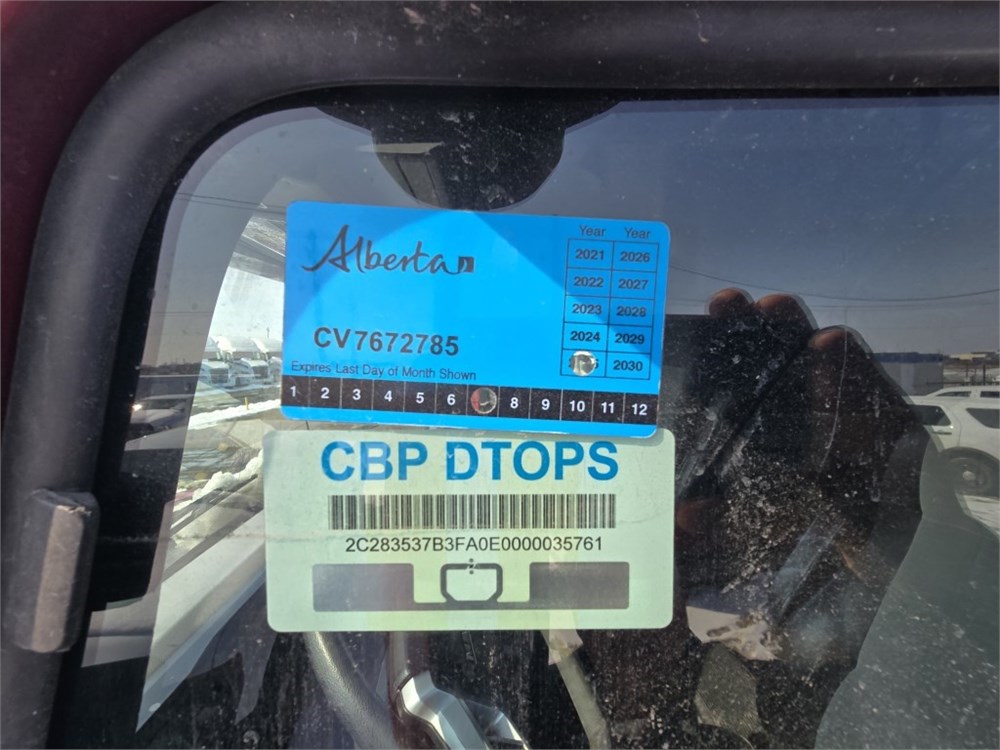 Alberta
Year Year
2021 2026
2022 2027
2023 2028
2024 2029
2030
CV7672785
Expires Last Day of Month Shown
1 2 3 4 5 6 8 9 10 11 12
CBP DTOPS
2C283537B3FA0E0000035761